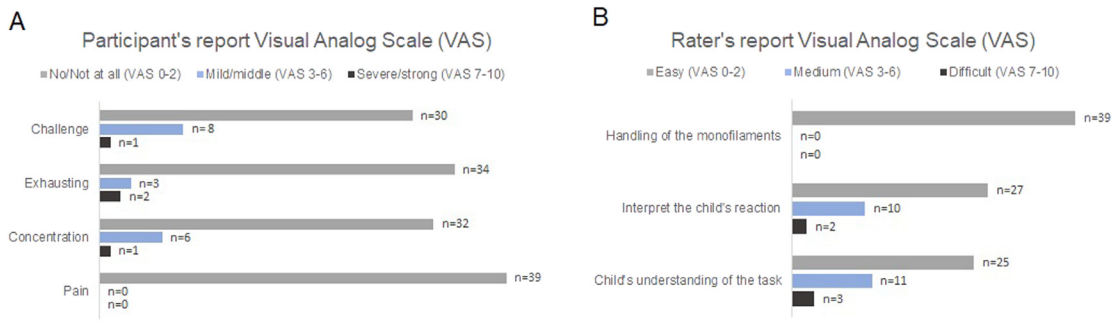 A
Participant's report Visual Analog Scale (VAS)
No/Not at all (VAS 0-2) Mild/middle (VAS 3-6) Severe/strong (VAS 7-10)
Challenge
n=30
n= 8
n=1
Exhausting
n=34
n=3
n=2
Concentration
n=32
n=6
n=1
Pain
n=39
n=0
n=0
B
Rater's report Visual Analog Scale (VAS)
Easy (VAS 0-2) Medium (VAS 3-6) Difficult (VAS 7-10)
Handling of the monofilaments
n=39
n=0
n=0
Interpret the child's reaction
n=27
n=10
n=2
Child's understanding of the task
n=25
n=11
n=3